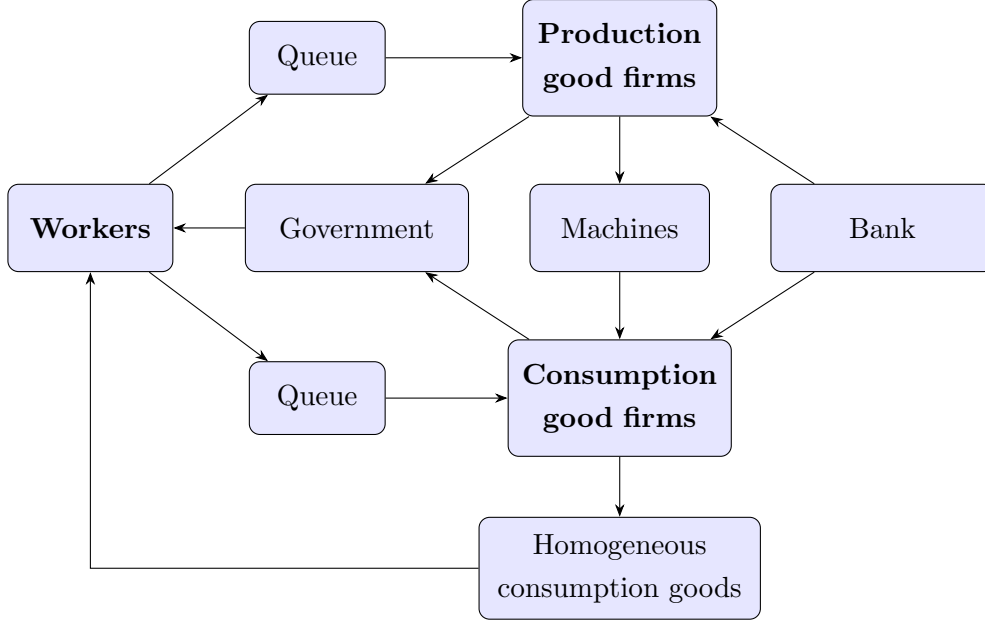 Queue
Production
good firms
Workers
Government
Machines
Bank
Queue
Consumption
good firms
Homogeneous
consumption goods